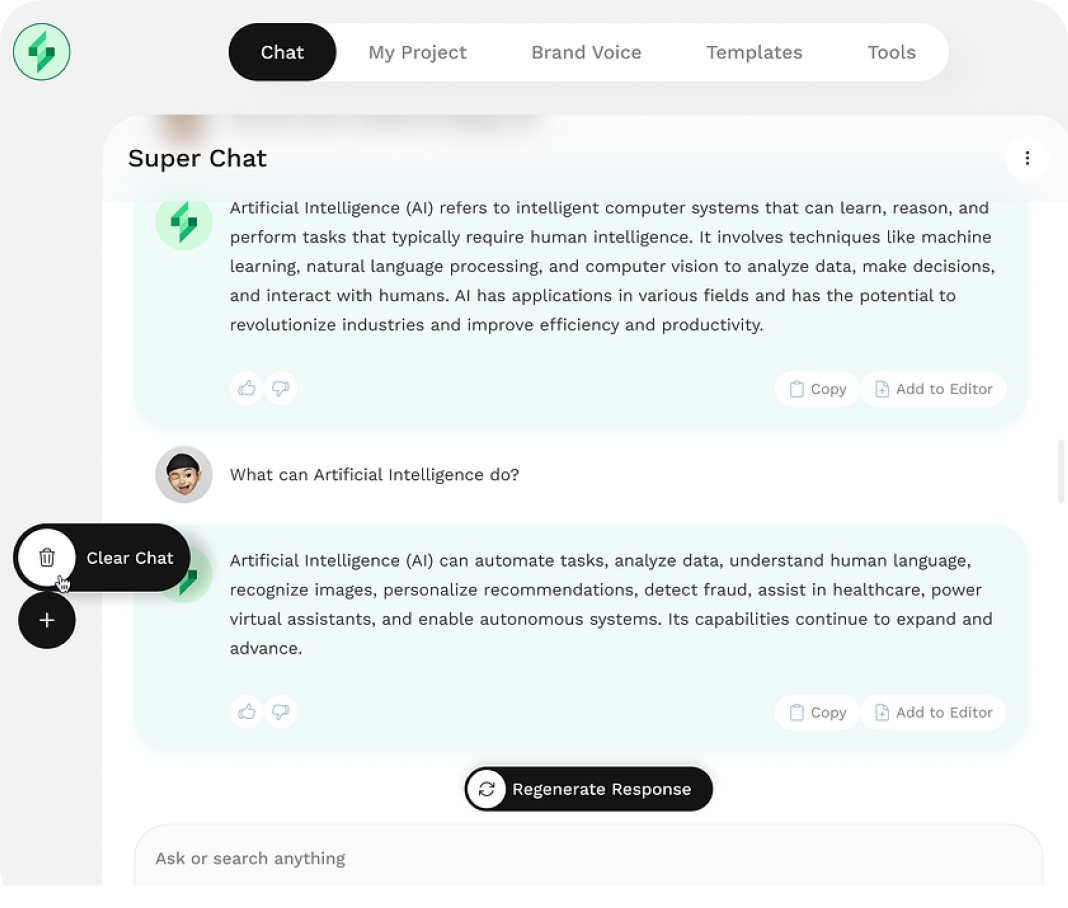 Chat
My Project
Brand Voice
Templates
Tools
Super Chat
Artificial Intelligence (AI) refers to intelligent computer systems that can learn, reason, and
perform tasks that typically require human intelligence. It involves techniques like machine
learning, natural language processing, and computer vision to analyze data, make decisions,
and interact with humans. AI has applications in various fields and has the potential to
revolutionize industries and improve efficiency and productivity.
Copy
Add to Editor
What can Artificial Intelligence do?
Clear Chat
Artificial Intelligence (AI) can automate tasks, analyze data, understand human language,
recognize images, personalize recommendations, detect fraud, assist in healthcare, power
virtual assistants, and enable autonomous systems. Its capabilities continue to expand and
advance.
Copy
Add to Editor
Regenerate Response
Ask or search anything